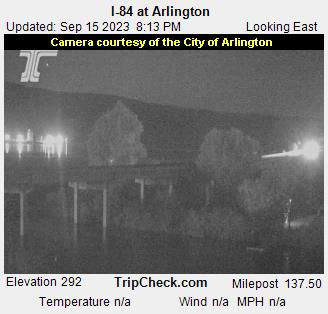 I-84 at Arlington
Updated: Sep 15 2023 8:13 PM Looking East
Camera courtesy of the City of Arlington
Elevation 292 TripCheck.com Milepost 137.50
Temperature n/a Wind n/a MPH n/a